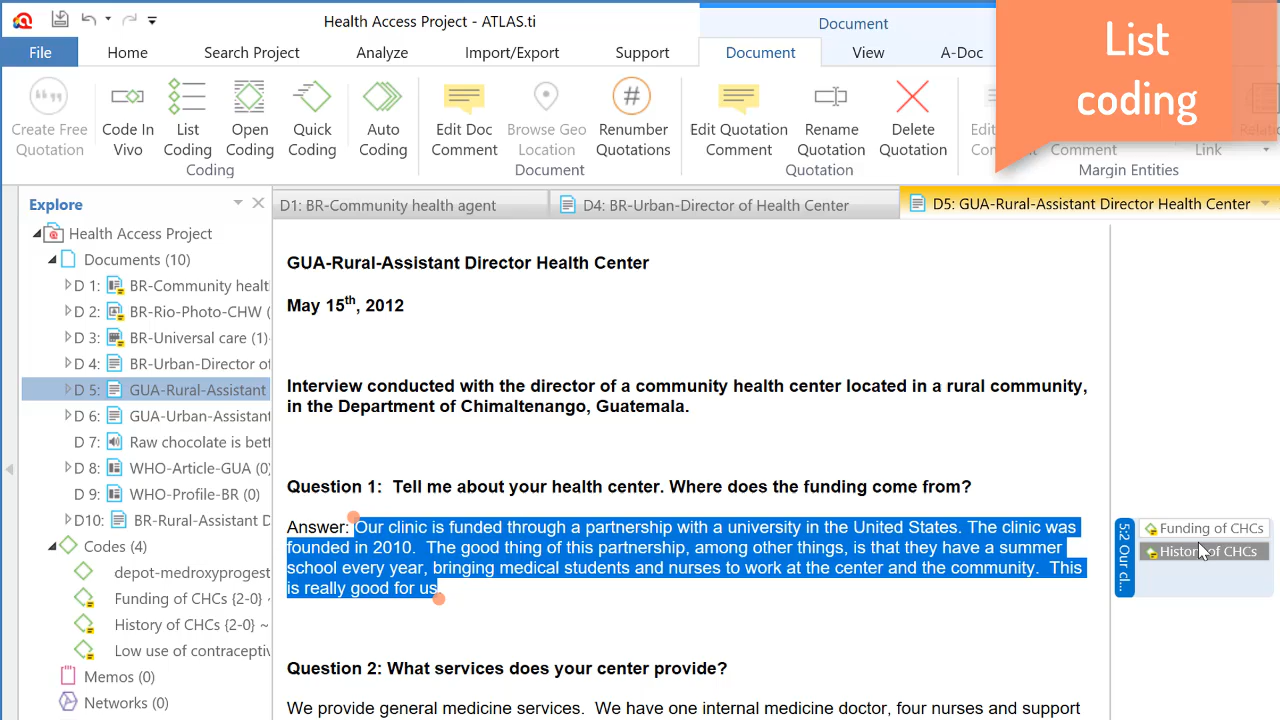 Health Access Project - ATLAS.ti
Document
List
coding
File
Home
Search Project
Analyze
Import/Export
Support
Document
View
A-Doc
Create Free
Quotation
Code In
Vivo
List
Coding
Open
Coding
Quick
Coding
Auto
Coding
Edit Doc
Comment
Browse Geo
Location
Renumber
Quotations
Edit Quotation
Comment
Rename
Quotation
Delete
Quotation
Comment
Link
Coding
Document
Quotation
Margin Entities
Explore
D1: BR-Community health agent
D4: BR-Urban-Director of Health Center
D5: GUA-Rural-Assistant Director Health Center
Health Access Project
Documents (10)
D 1: BR-Community healt
D 2: BR-Rio-Photo-CHW (
D 3: BR-Universal care (1)
D 4: BR-Urban-Director of
D 5: GUA-Rural-Assistant
D 6: GUA-Urban-Assistant
D 7: Raw chocolate is bett
D 8: WHO-Article-GUA (0)
D 9: WHO-Profile-BR (0)
D10: BR-Rural-Assistant D
Codes (4)
depot-medroxyprogest
Funding of CHCs {2-0} ~
History of CHCs {2-0} ~
Low use of contraceptiv
Memos (0)
Networks (0)
GUA-Rural-Assistant Director Health Center
May 15th, 2012
Interview conducted with the director of a community health center located in a rural community,
in the Department of Chimaltenango, Guatemala.
Question 1: Tell me about your health center. Where does the funding come from?
Answer: Our clinic is funded through a partnership with a university in the United States. The clinic was
founded in 2010. The good thing of this partnership, among other things, is that they have a summer
school every year, bringing medical students and nurses to work at the center and the community. This
is really good for us
Question 2: What services does your center provide?
We provide general medicine services. We have one internal medicine doctor, four nurses and support
5:2 Our cl...
Funding of CHCs
History of CHCs